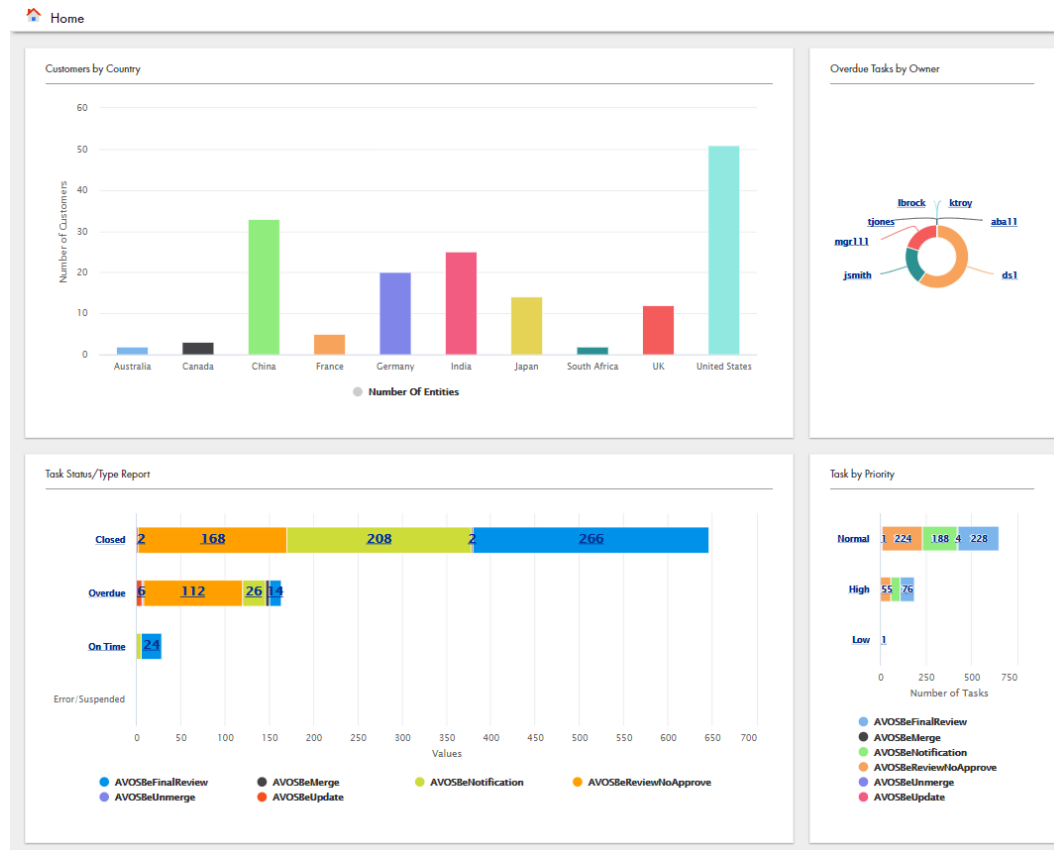 Home
Customers by Country
60
50
40
30
20
10
0
Number of Customers
Australia Canada China France Germany India Japan South Africa UK United States
Number Of Entities
Overdue Tasks by Owner
lbrock ktroy
tjones aba11
mgr111
jsmith ds1
Task Status/Type Report
Closed 2 168 208 2 266
Overdue 6 112 26 14
On Time 24
Error/Suspended
0 50 100 150 200 250 300 350 400 450 500 550 600 650 700
Values
AVOSBeFinalReview AVOSBeMerge AVOSBeNotification AVOSBeReviewNoApprove
AVOSBeUnmerge AVOSBeUpdate
Task by Priority
Normal 1 224 188 4 228
High 55 76
Low 1
0 250 500 750
Number of Tasks
AVOSBeFinalReview
AVOSBeMerge
AVOSBeNotification
AVOSBeReviewNoApprove
AVOSBeUnmerge
AVOSBeUpdate